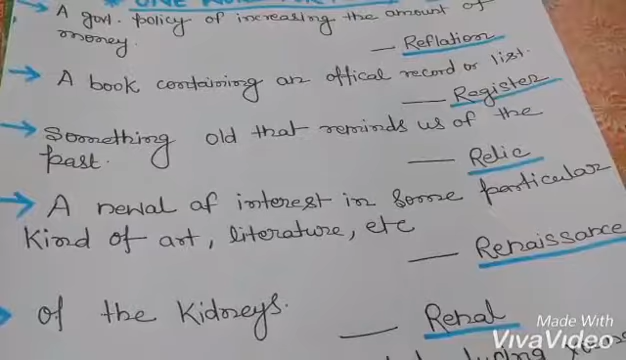 A govt. policy of increasing the amount of
money.
— Reflation
A book containing an offical record or list.
— Register
Something old that reminds us of the
past.
— Relic
A newal of interest in some particular
kind of art, literature, etc
— Renaissance
of the kidneys.
— Renal
Made With
VivaVideo